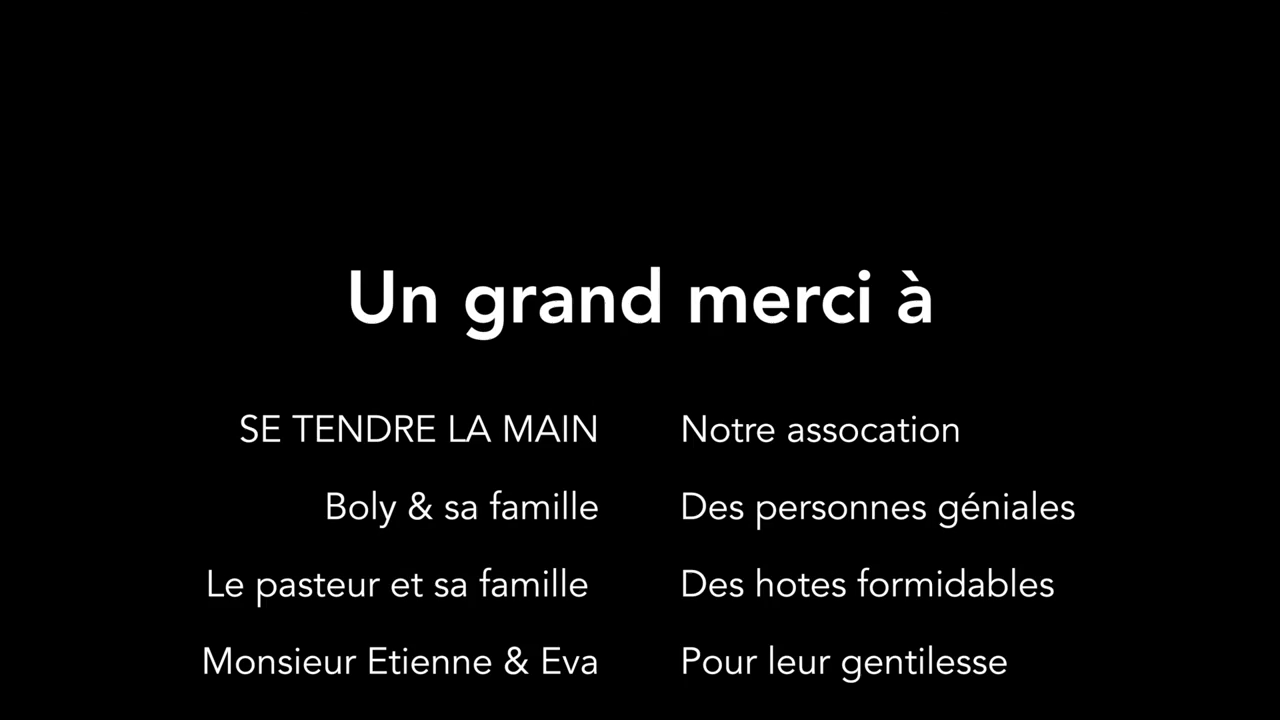 Un grand merci à
SE TENDRE LA MAIN Notre assocation
Boly & sa famille Des personnes géniales
Le pasteur et sa famille Des hotes formidables
Monsieur Etienne & Eva Pour leur gentilesse